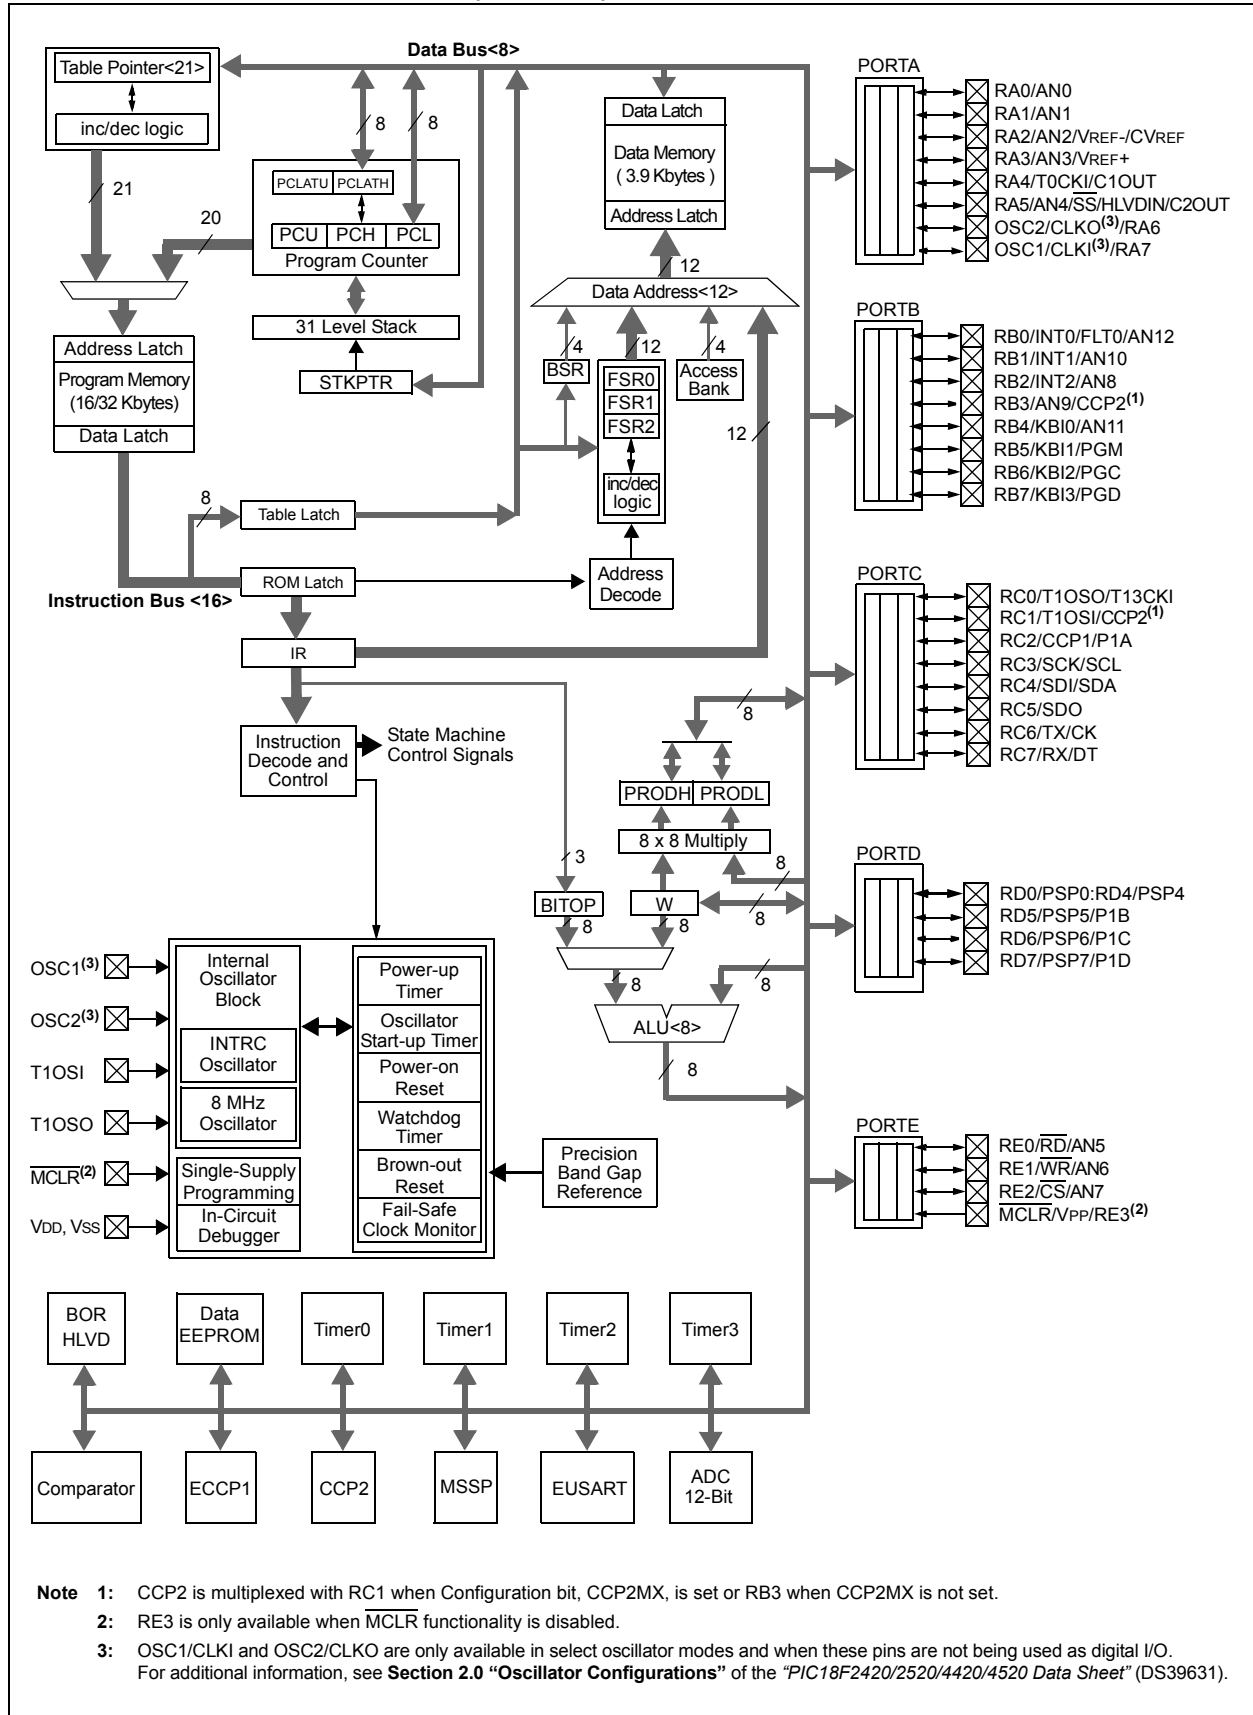 Data Bus<8>
Table Pointer<21>
inc/dec logic
21
20
8
8
PCLATU PCLATH
PCU PCH PCL
Program Counter
31 Level Stack
STKPTR
Data Latch
Data Memory
( 3.9 Kbytes )
Address Latch
12
Data Address<12>
4
12
4
BSR
FSR0
FSR1
FSR2
inc/dec
logic
Access
Bank
12
Address Latch
Program Memory
(16/32 Kbytes)
Data Latch
8
Table Latch
ROM Latch
Instruction Bus <16>
Address
Decode
IR
8
Instruction
Decode and
Control
State Machine
Control Signals
PRODH PRODL
8 x 8 Multiply
3
8
BITOP
W
8
8
8
8
8
ALU<8>
8
OSC1(3)
OSC2(3)
T1OSI
T1OSO
MCLR(2)
VDD, VSS
Internal
Oscillator
Block
INTRC
Oscillator
8 MHz
Oscillator
Single-Supply
Programming
In-Circuit
Debugger
Power-up
Timer
Oscillator
Start-up Timer
Power-on
Reset
Watchdog
Timer
Brown-out
Reset
Fail-Safe
Clock Monitor
Precision
Band Gap
Reference
PORTA
RA0/AN0
RA1/AN1
RA2/AN2/VREF-/CVREF
RA3/AN3/VREF+
RA4/T0CKI/C1OUT
RA5/AN4/SS/HLVDIN/C2OUT
OSC2/CLKO(3)/RA6
OSC1/CLKI(3)/RA7
PORTB
RB0/INT0/FLT0/AN12
RB1/INT1/AN10
RB2/INT2/AN8
RB3/AN9/CCP2(1)
RB4/KBI0/AN11
RB5/KBI1/PGM
RB6/KBI2/PGC
RB7/KBI3/PGD
PORTC
RC0/T1OSO/T13CKI
RC1/T1OSI/CCP2(1)
RC2/CCP1/P1A
RC3/SCK/SCL
RC4/SDI/SDA
RC5/SDO
RC6/TX/CK
RC7/RX/DT
PORTD
RD0/PSP0:RD4/PSP4
RD5/PSP5/P1B
RD6/PSP6/P1C
RD7/PSP7/P1D
PORTE
RE0/RD/AN5
RE1/WR/AN6
RE2/CS/AN7
MCLR/VPP/RE3(2)
BOR
HLVD
Data
EEPROM
Timer0
Timer1
Timer2
Timer3
Comparator
ECCP1
CCP2
MSSP
EUSART
ADC
12-Bit
Note 1: CCP2 is multiplexed with RC1 when Configuration bit, CCP2MX, is set or RB3 when CCP2MX is not set.
2: RE3 is only available when MCLR functionality is disabled.
3: OSC1/CLKI and OSC2/CLKO are only available in select oscillator modes and when these pins are not being used as digital I/O.
For additional information, see Section 2.0 “Oscillator Configurations” of the “PIC18F2420/2520/4420/4520 Data Sheet” (DS39631).